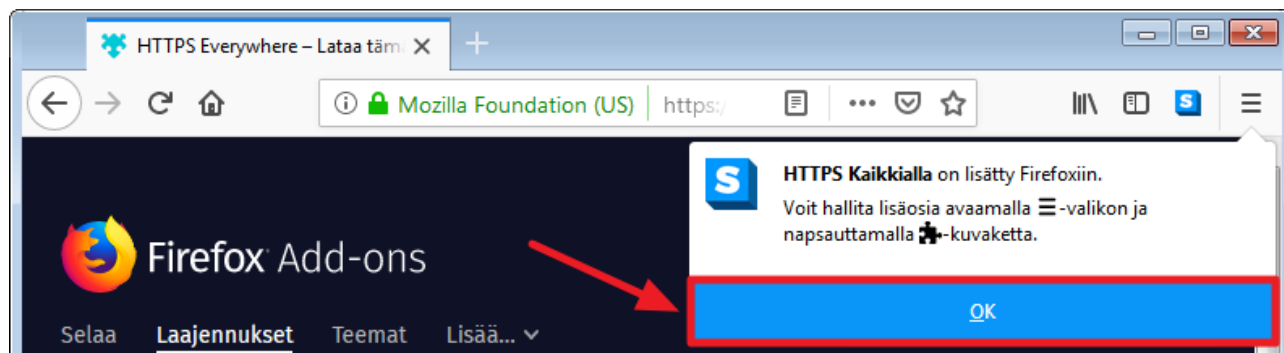 HTTPS Everywhere – Lataa täm
Mozilla Foundation (US) https:/
S
HTTPS Kaikkialla on lisätty Firefoxiin.
Voit hallita lisäosia avaamalla ☰-valikon ja
napsauttamalla -kuvaketta.
Firefox Add-ons
OK
Selaa Laajennukset Teemat Lisää...